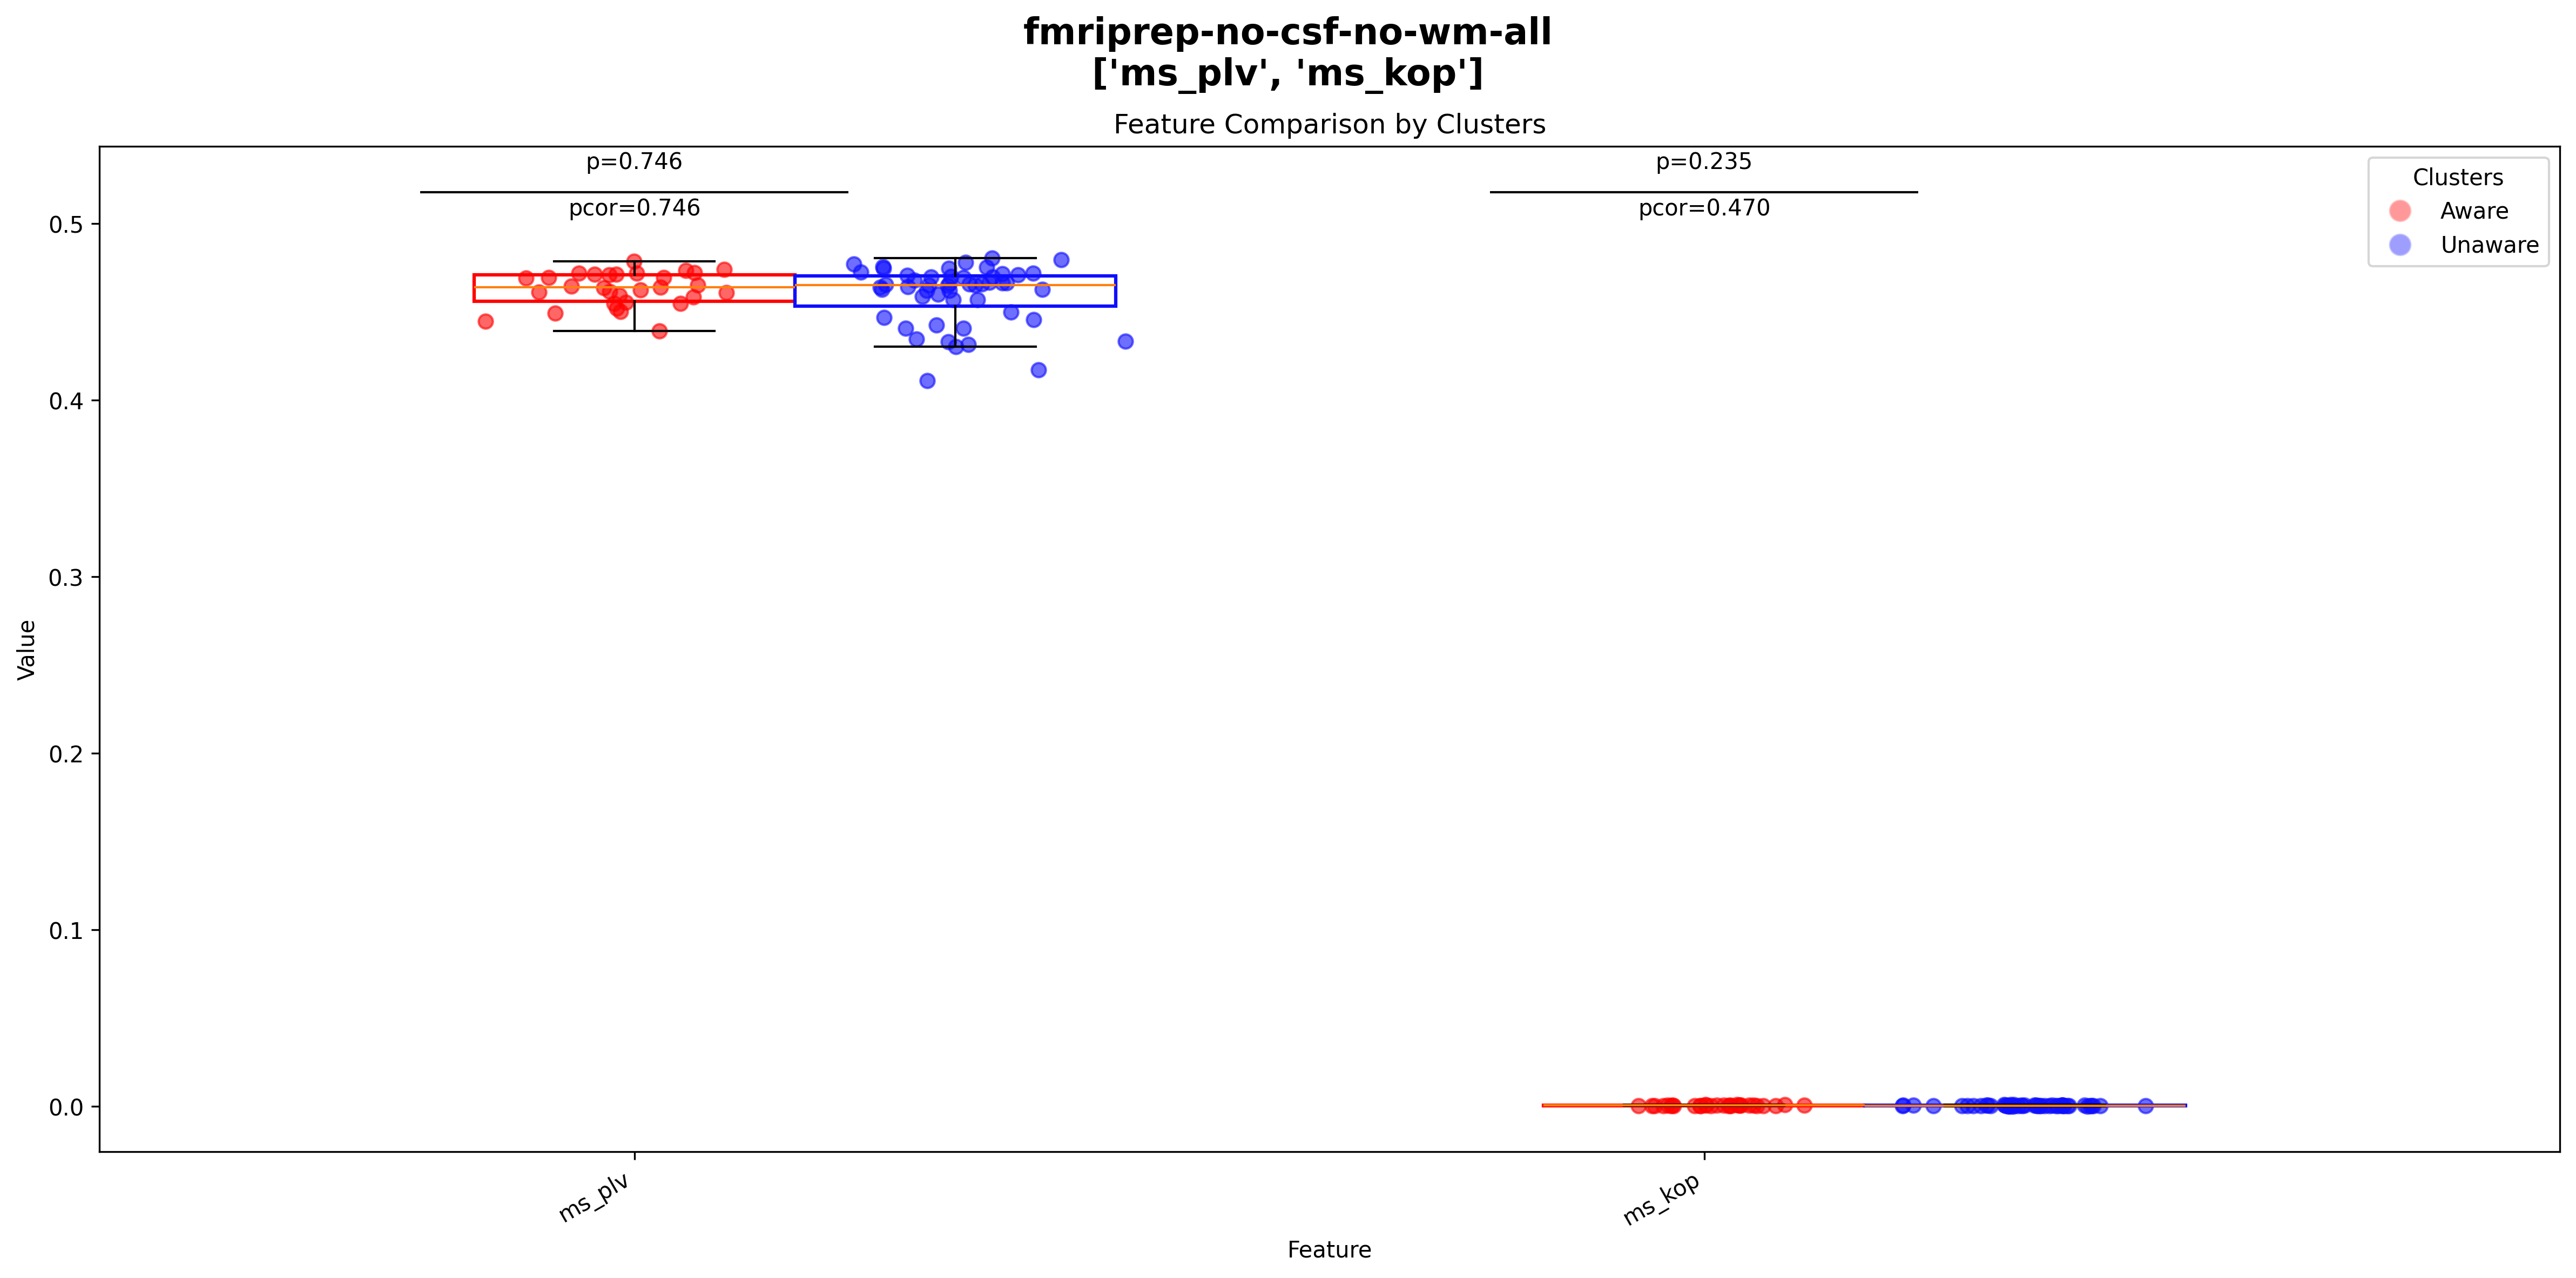 fmriprep-no-csf-no-wm-all
['ms_plv', 'ms_kop']
Feature Comparison by Clusters
p=0.746
pcor=0.746
p=0.235
pcor=0.470
Clusters
Aware
Unaware
Value
0.5
0.4
0.3
0.2
0.1
0.0
ms_plv
ms_kop
Feature